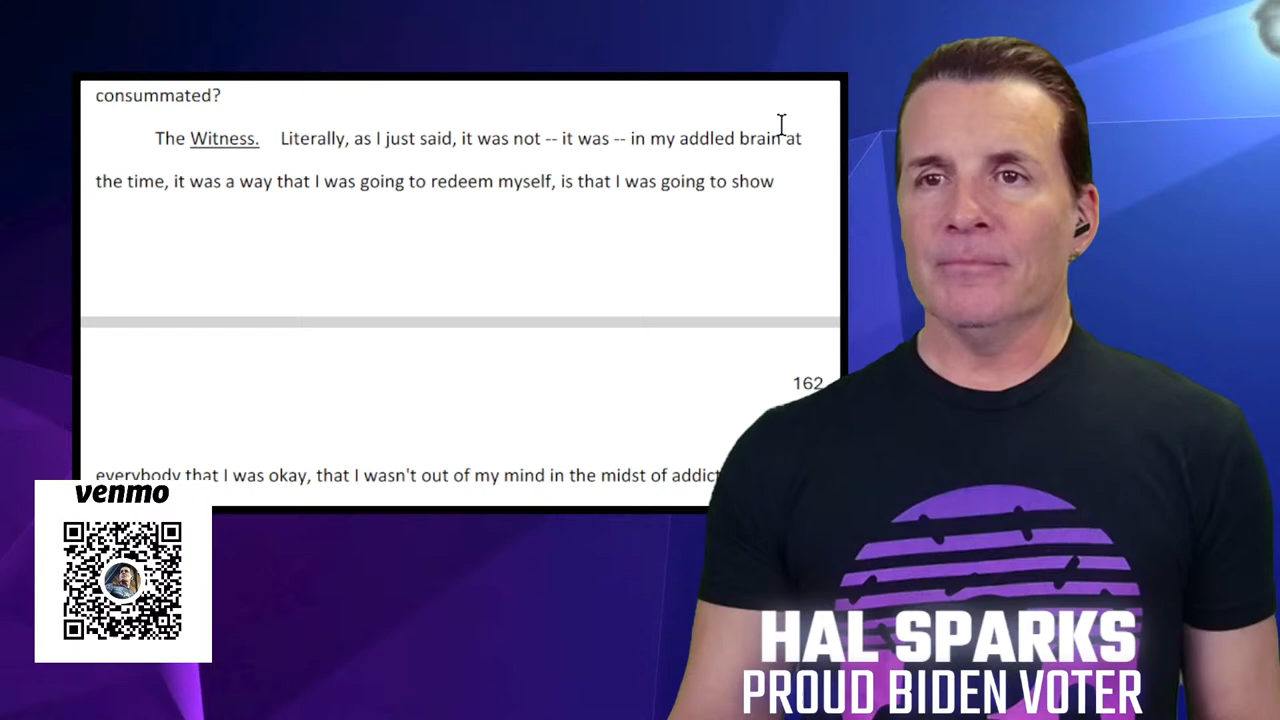 consummated?
The Witness. Literally, as I just said, it was not -- it was -- in my addled brain at
the time, it was a way that I was going to redeem myself, is that I was going to show
162
everybody that I was okay, that I wasn't out of my mind in the midst of addict
venmo
HAL SPARKS
PROUD BIDEN VOTER